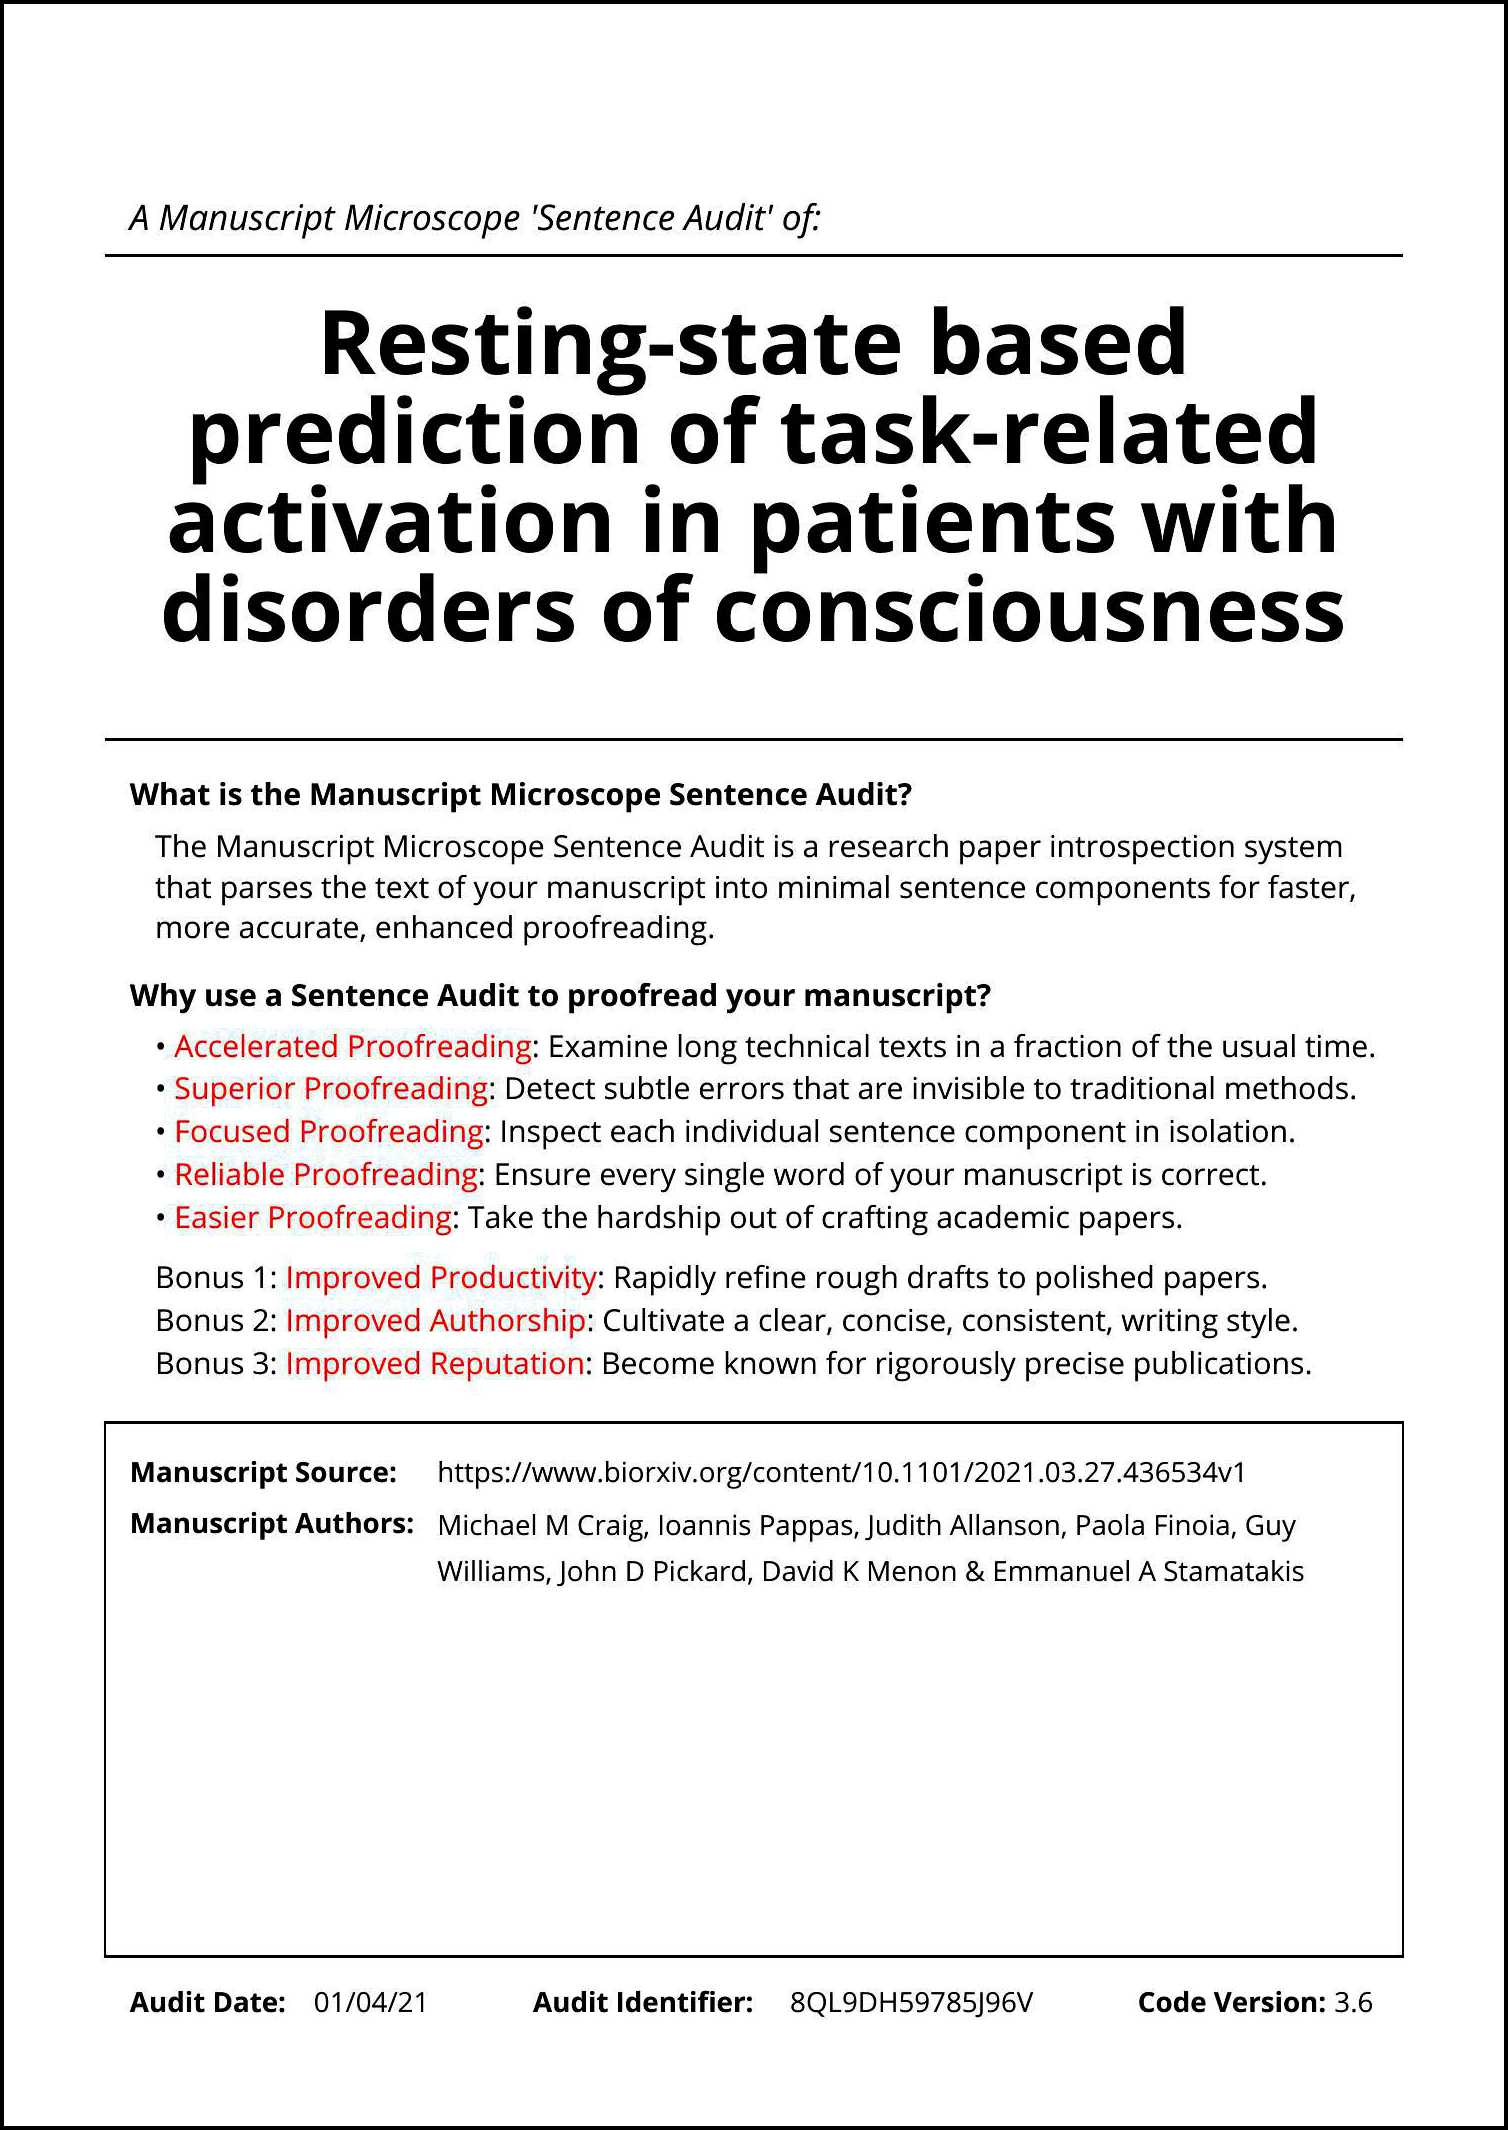 A Manuscript Microscope 'Sentence Audit' of:
Resting-state based
prediction of task-related
activation in patients with
disorders of consciousness
What is the Manuscript Microscope Sentence Audit?
The Manuscript Microscope Sentence Audit is a research paper introspection system
that parses the text of your manuscript into minimal sentence components for faster,
more accurate, enhanced proofreading.
Why use a Sentence Audit to proofread your manuscript?
• Accelerated Proofreading: Examine long technical texts in a fraction of the usual time.
• Superior Proofreading: Detect subtle errors that are invisible to traditional methods.
• Focused Proofreading: Inspect each individual sentence component in isolation.
• Reliable Proofreading: Ensure every single word of your manuscript is correct.
• Easier Proofreading: Take the hardship out of crafting academic papers.
Bonus 1: Improved Productivity: Rapidly refine rough drafts to polished papers.
Bonus 2: Improved Authorship: Cultivate a clear, concise, consistent, writing style.
Bonus 3: Improved Reputation: Become known for rigorously precise publications.
Manuscript Source: https://www.biorxiv.org/content/10.1101/2021.03.27.436534v1
Manuscript Authors: Michael M Craig, Ioannis Pappas, Judith Allanson, Paola Finoia, Guy
Williams, John D Pickard, David K Menon & Emmanuel A Stamatakis
Audit Date: 01/04/21 Audit Identifier: 8QL9DH59785J96V Code Version: 3.6